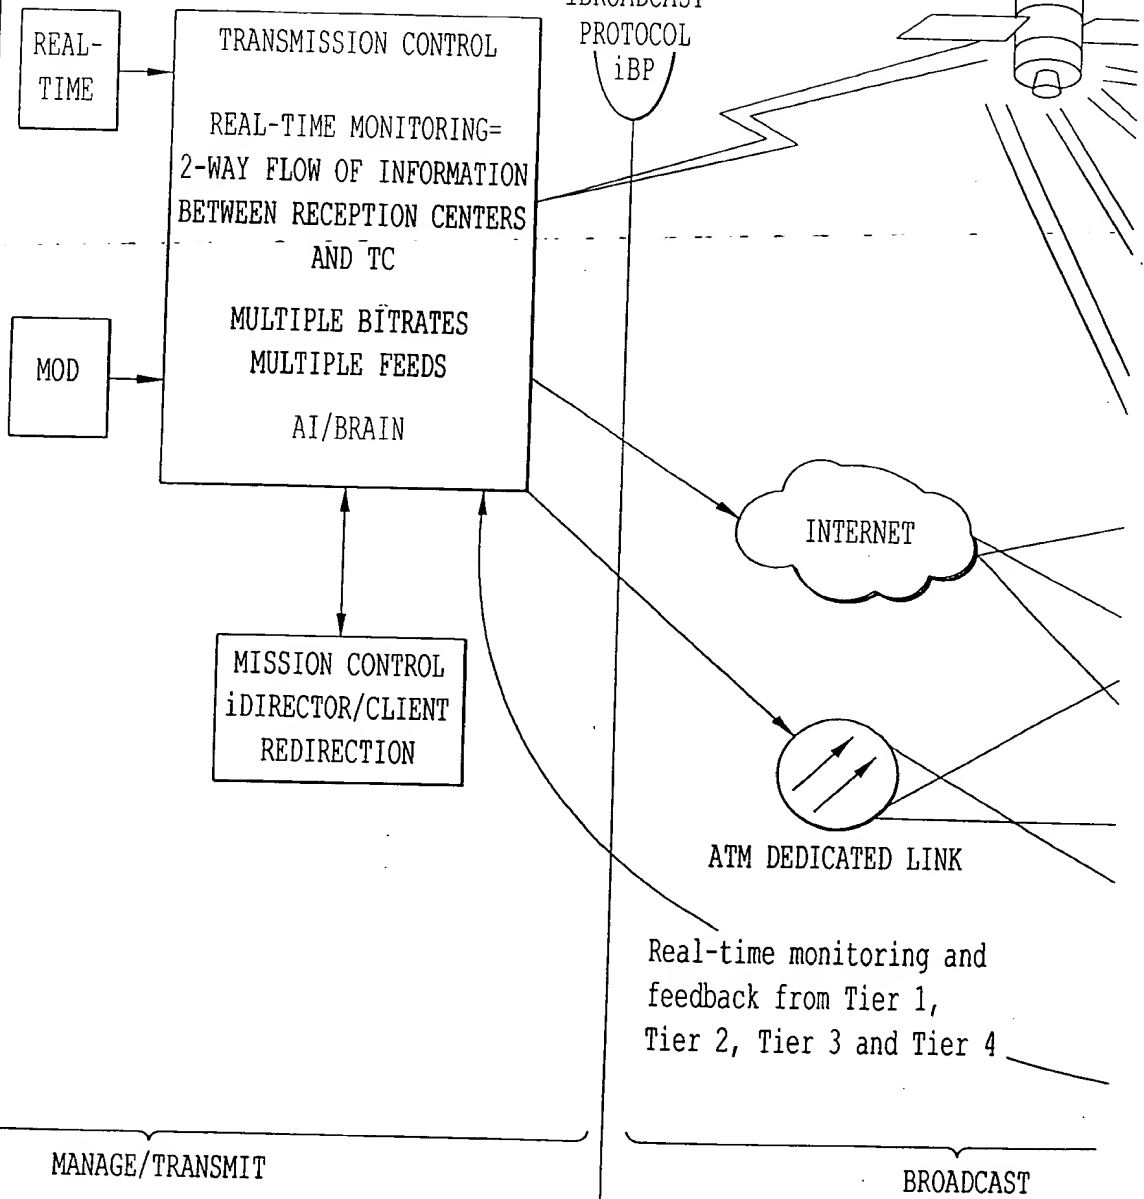 REAL-
TIME
TRANSMISSION CONTROL
REAL-TIME MONITORING=
2-WAY FLOW OF INFORMATION
BETWEEN RECEPTION CENTERS
AND TC
MULTIPLE BITRATES
MULTIPLE FEEDS
AI/BRAIN
MOD
iBROADCAST
PROTOCOL
iBP
MISSION CONTROL
iDIRECTOR/CLIENT
REDIRECTION
INTERNET
ATM DEDICATED LINK
Real-time monitoring and
feedback from Tier 1,
Tier 2, Tier 3 and Tier 4
MANAGE/TRANSMIT
BROADCAST